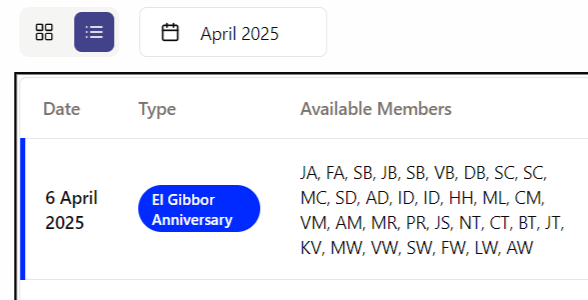 April 2025
Date Type Available Members
6 April
2025
El Gibbor
Anniversary
JA, FA, SB, JB, SB, VB, DB, SC, SC,
MC, SD, AD, ID, ID, HH, ML, CM,
VM, AM, MR, PR, JS, NT, CT, BT, JT,
KV, MW, VW, SW, FW, LW, AW